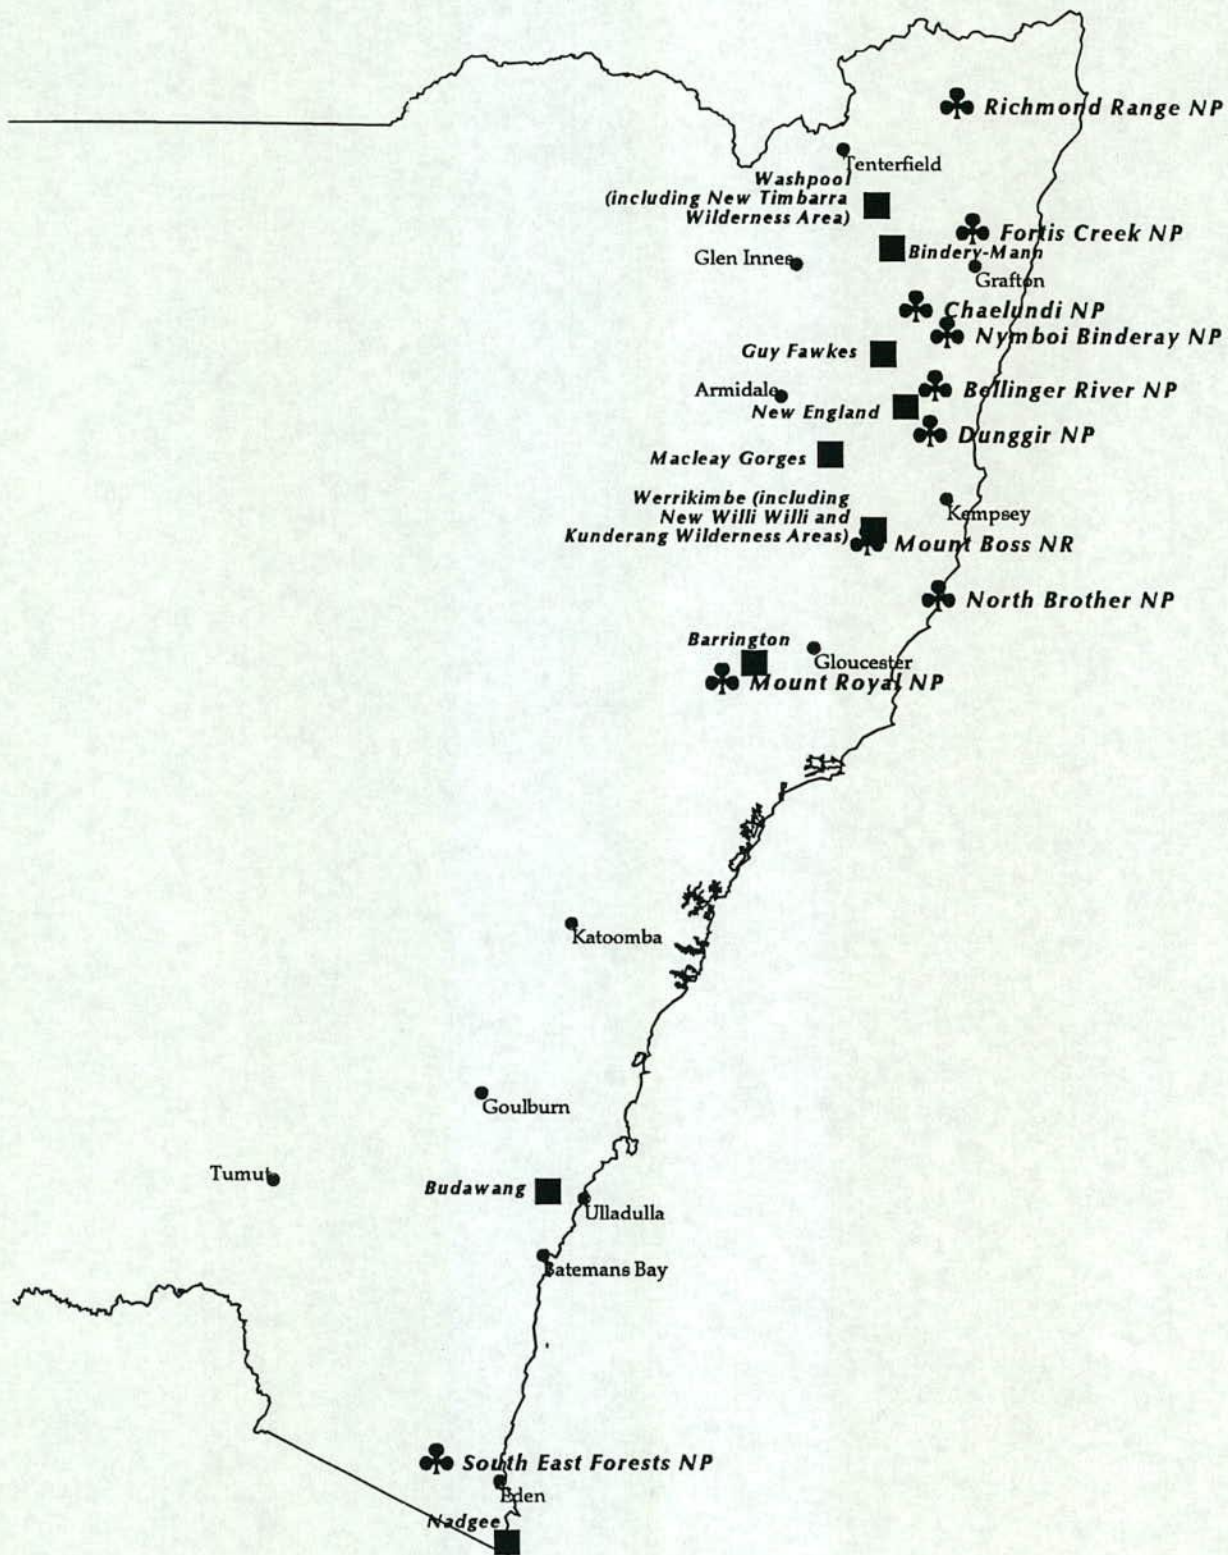 Richmond Range NP
Tenterfield
Washpool
(including New Timbarra
Wilderness Area)
Fortis Creek NP
Bindery-Mann
Glen Innes
Grafton
Chaelundi NP
Nymboi Binderay NP
Guy Fawkes
Armidale
Bellinger River NP
New England
Dunggir NP
Macleay Gorges
Werrikimbe (including
New Willi Willi and
Kunderang Wilderness Areas)
Kempsey
Mount Boss NR
North Brother NP
Barrington
Gloucester
Mount Royal NP
Katoomba
Goulburn
Tumut
Budawang
Ulladulla
Batemans Bay
South East Forests NP
Eden
Nadgee